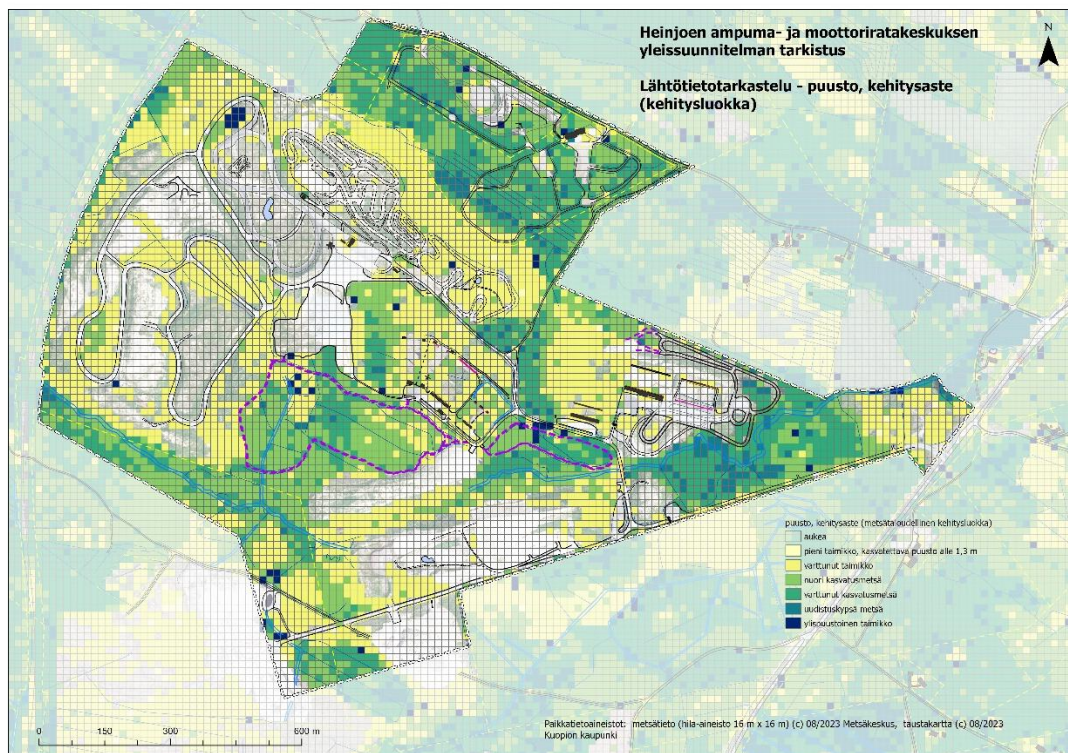 Heinjoen ampuma- ja moottoriratakeskuksen
yleissuunnitelman tarkistus
Lähtötietotarkastelu - puusto, kehitysaste
(kehitysluokka)
N
puusto, kehitysaste (metsätaloudellinen kehitysluokka)
aukea
pieni taimikko, kasvatettava puusto alle 1,3 m
varttunut taimikko
nuori kasvatusmetsä
varttunut kasvatusmetsä
uudistuskypsä metsä
ylispuustoinen taimikko
0 150 300 600 m
Paikkatietoaineistot: metsätieto (hila-aineisto 16 m x 16 m) (c) 08/2023 Metsäkeskus, taustakartta (c) 08/2023
Kuopion kaupunki